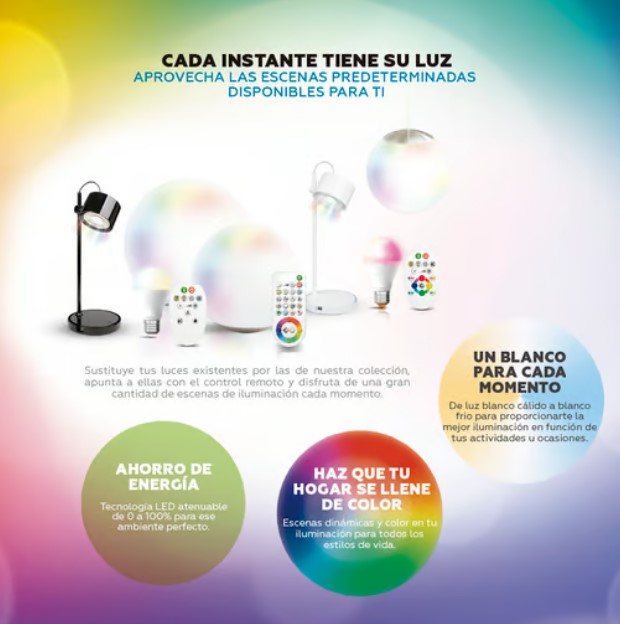 CADA INSTANTE TIENE SU LUZ
APROVECHA LAS ESCENAS PREDETERMINADAS
DISPONIBLES PARA TI
Sustituye tus luces existentes por las de nuestra colección,
apunta a ellas con el control remoto y disfruta de una gran
cantidad de escenas de iluminación cada momento.
UN BLANCO
PARA CADA
MOMENTO
De luz blanco cálido a blanco
frio para proporcionarte la
mejor iluminación en función de
tus actividades u ocasiones.
AHORRO DE
ENERGÍA
Tecnología LED atenuable
de 0 a 100% para ese
ambiente perfecto.
HAZ QUE TU
HOGAR SE LLENE
DE COLOR
Escenas dinámicas y color en tu
iluminación para todos los
estilos de vida.